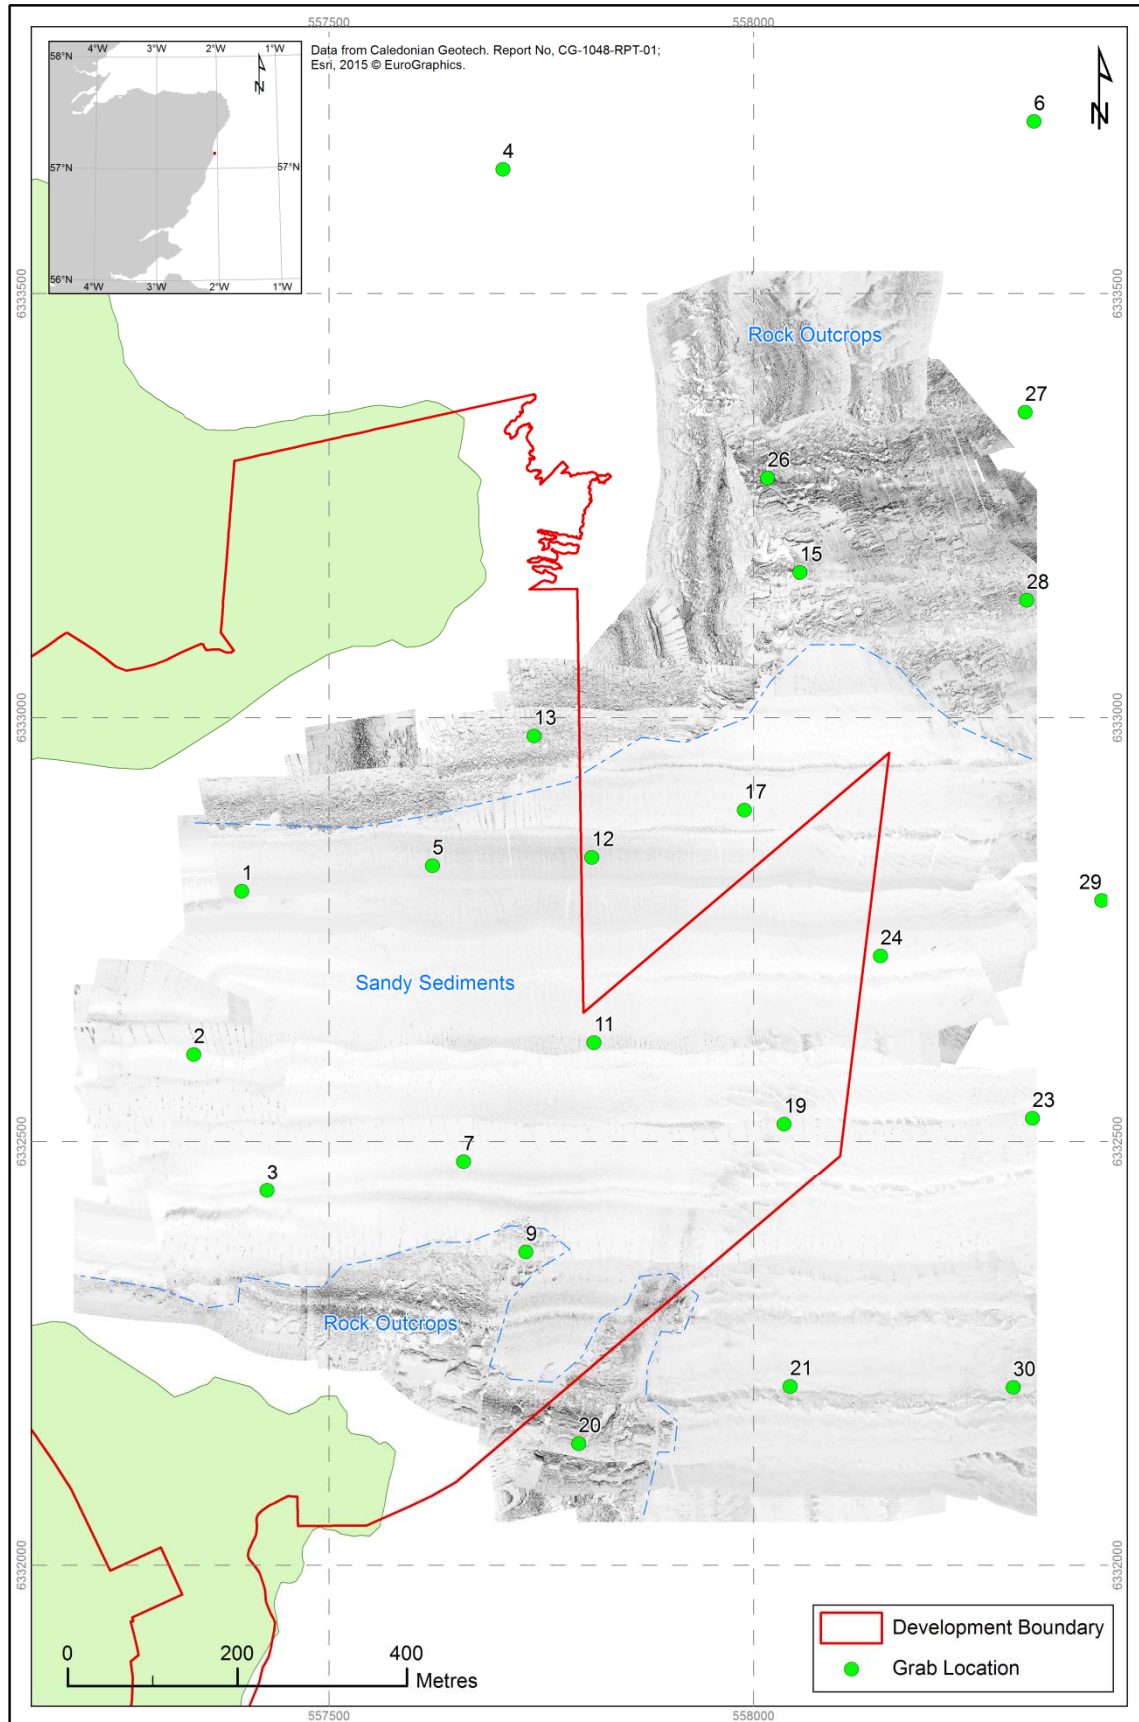 557500
558000
4°W
3°W
2°W
1°W
58°N
57°N
57°N
56°N
4°W
3°W
2°W
1°W
N
Data from Caledonian Geotech. Report No, CG-1048-RPT-01;
Esri, 2015 © EuroGraphics.
N
6
4
6333500
6333500
Rock Outcrops
27
26
15
28
6333000
6333000
13
17
12
5
1
29
24
Sandy Sediments
11
2
23
19
6332500
6332500
7
3
9
Rock Outcrops
21
30
20
6332000
6332000
0
200
400
Metres
Development Boundary
Grab Location
557500
558000